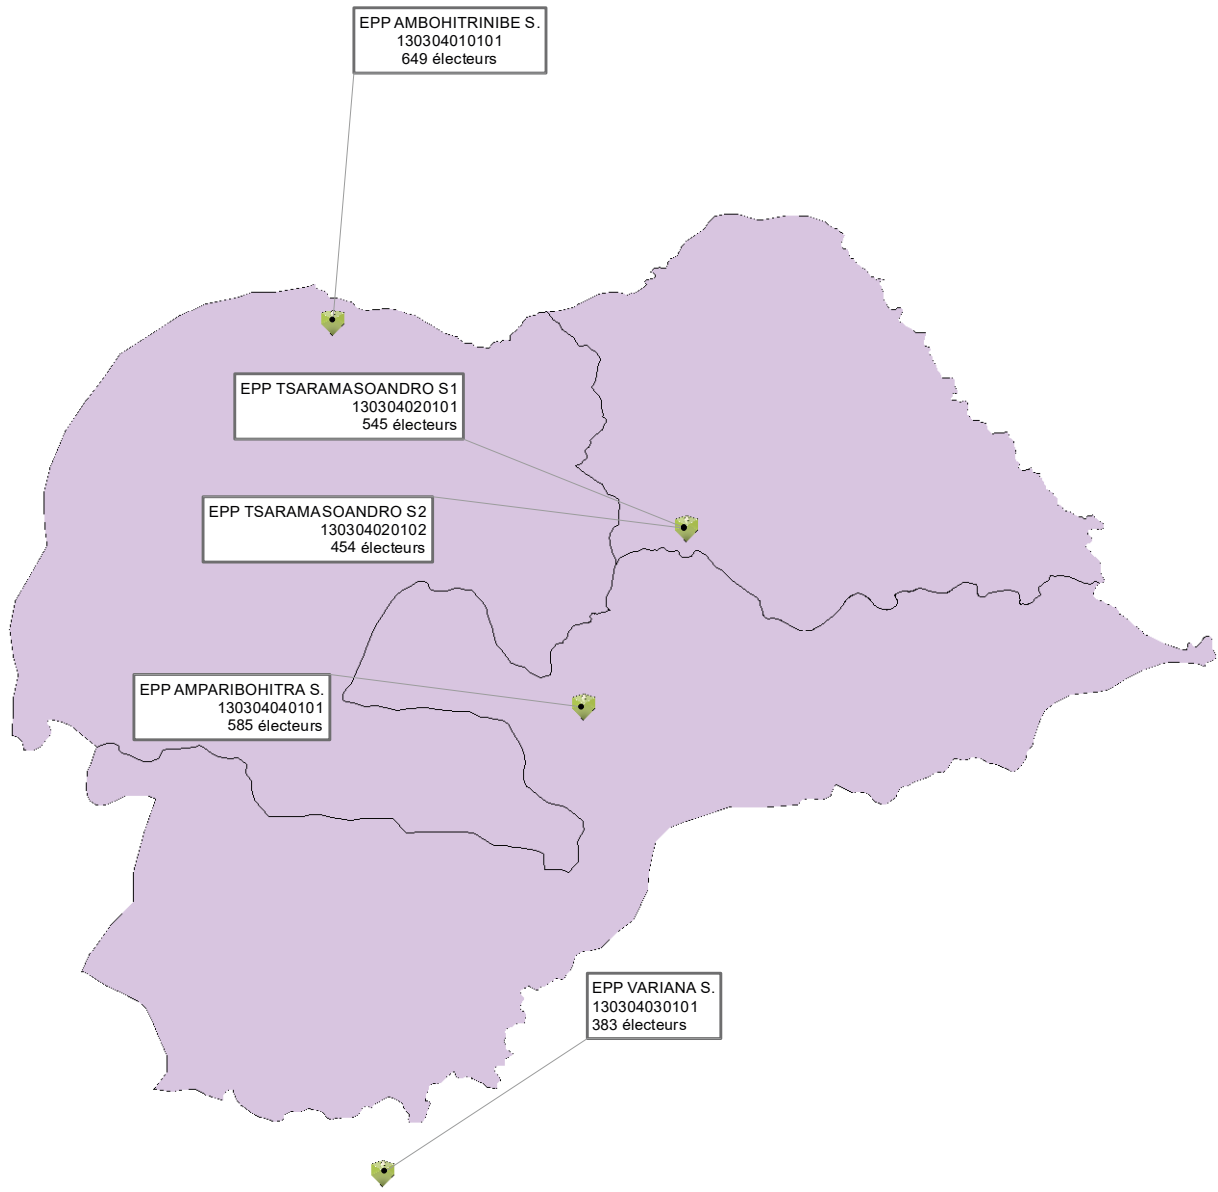 EPP AMBOHITRINIBE S.
130304010101
649 électeurs
EPP TSARAMASOANDRO S1
130304020101
545 électeurs
EPP TSARAMASOANDRO S2
130304020102
454 électeurs
EPP AMPARIBOHITRA S.
130304040101
585 électeurs
EPP VARIANA S.
130304030101
383 électeurs